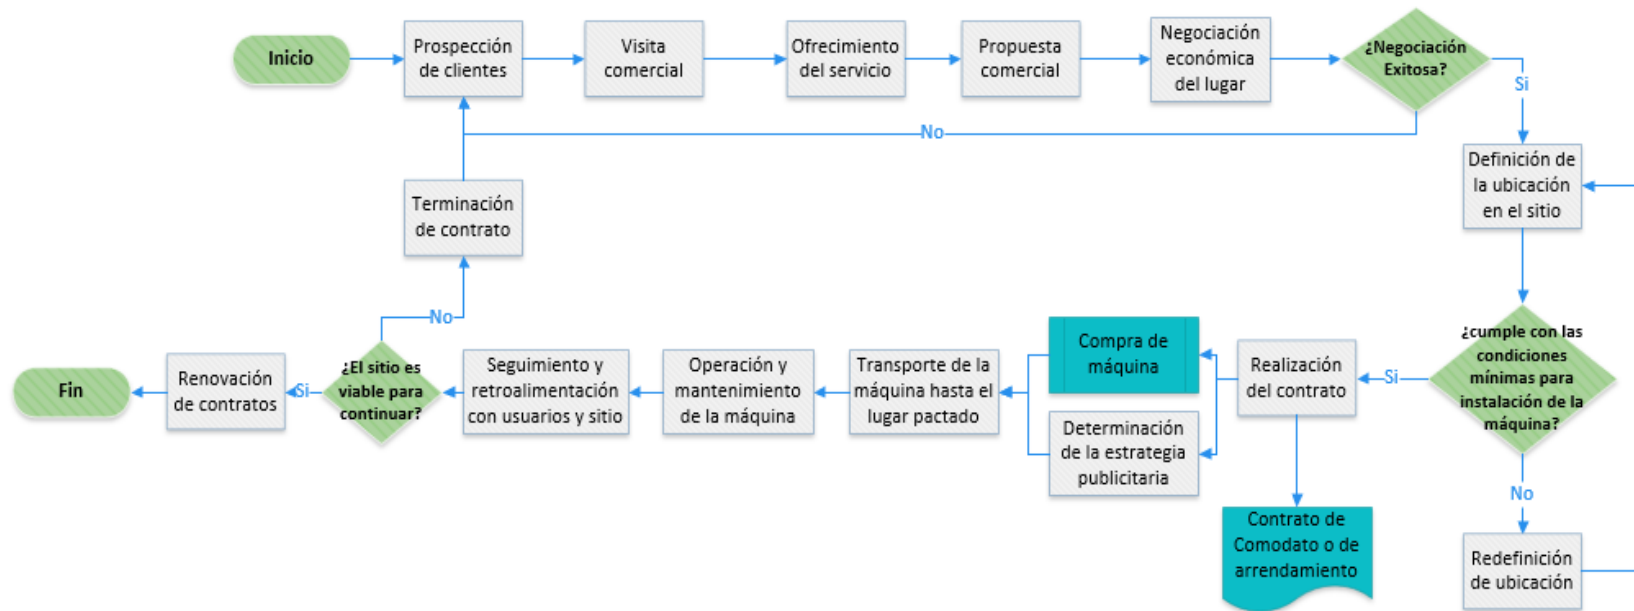 Inicio
Prospección
de clientes
Visita
comercial
Ofrecimiento
del servicio
Propuesta
comercial
Negociación
económica
del lugar
¿Negociación
Exitosa?
Si
No
Definición de
la ubicación
en el sitio
¿cumple con las
condiciones
mínimas para
instalación de la
máquina?
No
Redefinición
de ubicación
Si
Realización
del contrato
Contrato de
Comodato o de
arrendamiento
Compra de
máquina
Determinación
de la estrategia
publicitaria
Transporte de la
máquina hasta el
lugar pactado
Operación y
mantenimiento
de la máquina
Seguimiento y
retroalimentación
con usuarios y sitio
¿El sitio es
viable para
continuar?
No
Terminación
de contrato
Si
Renovación
de contratos
Fin